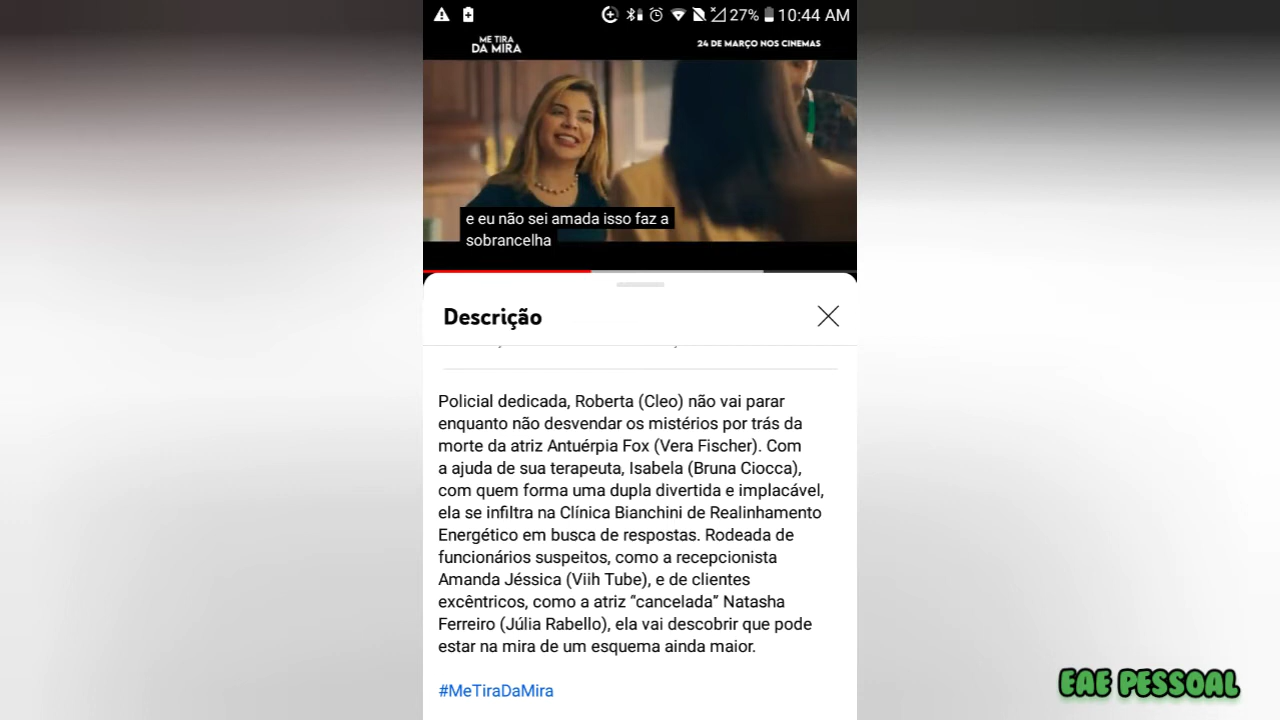 27% 10:44 AM
ME TIRA
DA MIRA
24 DE MARÇO NOS CINEMAS
e eu não sei amada isso faz a
sobrancelha
Descrição
Policial dedicada, Roberta (Cleo) não vai parar
enquanto não desvendar os mistérios por trás da
morte da atriz Antuérpia Fox (Vera Fischer). Com
a ajuda de sua terapeuta, Isabela (Bruna Ciocca),
com quem forma uma dupla divertida e implacável,
ela se infiltra na Clínica Bianchini de Realinhamento
Energético em busca de respostas. Rodeada de
funcionários suspeitos, como a recepcionista
Amanda Jéssica (Viih Tube), e de clientes
excêntricos, como a atriz “cancelada” Natasha
Ferreiro (Júlia Rabello), ela vai descobrir que pode
estar na mira de um esquema ainda maior.
#MeTiraDaMira
EAE PESSOAL